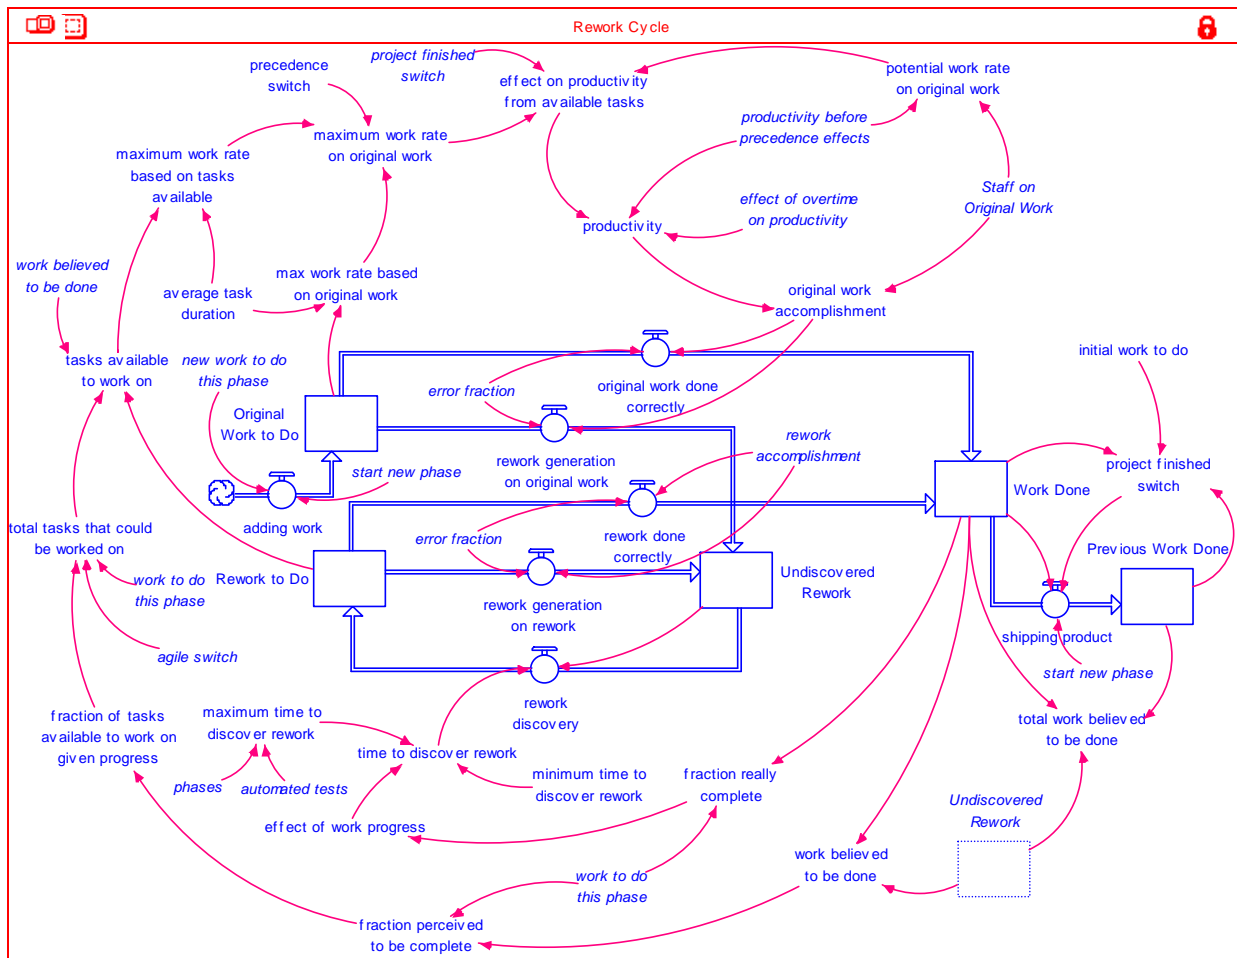 Rework Cycle
project finished
switch
precedence
switch
effect on productivity
from available tasks
potential work rate
on original work
productivity before
precedence effects
maximum work rate
on original work
maximum work rate
based on tasks
available
Staff on
Original Work
effect of overtime
on productivity
productivity
work believed
to be done
average task
duration
max work rate based
on original work
original work
accomplishment
tasks available
to work on
new work to do
this phase
initial work to do
error fraction
original work done
correctly
Original
Work to Do
rework
accomplishment
start new phase
rework generation
on original work
project finished
switch
Work Done
adding work
total tasks that could
be worked on
error fraction
rework done
correctly
Previous Work Done
work to do
this phase
Rework to Do
Undiscovered
Rework
rework generation
on rework
shipping product
agile switch
start new phase
rework
discovery
fraction of tasks
available to work on
given progress
maximum time to
discover rework
time to discover rework
total work believed
to be done
phases
automated tests
minimum time to
discover rework
fraction really
complete
effect of work progress
Undiscovered
Rework
work believed
to be done
work to do
this phase
fraction perceived
to be complete